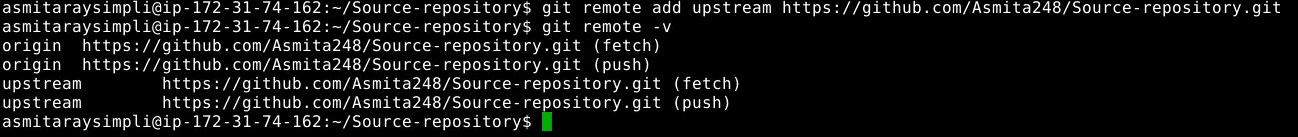 asmitaraysimpli@ip-172-31-74-162:~/Source-repository$ git remote add upstream https://github.com/Asmita248/Source-repository.git
asmitaraysimpli@ip-172-31-74-162:~/Source-repository$ git remote -v
origin  https://github.com/Asmita248/Source-repository.git (fetch)
origin  https://github.com/Asmita248/Source-repository.git (push)
upstream        https://github.com/Asmita248/Source-repository.git (fetch)
upstream        https://github.com/Asmita248/Source-repository.git (push)
asmitaraysimpli@ip-172-31-74-162:~/Source-repository$